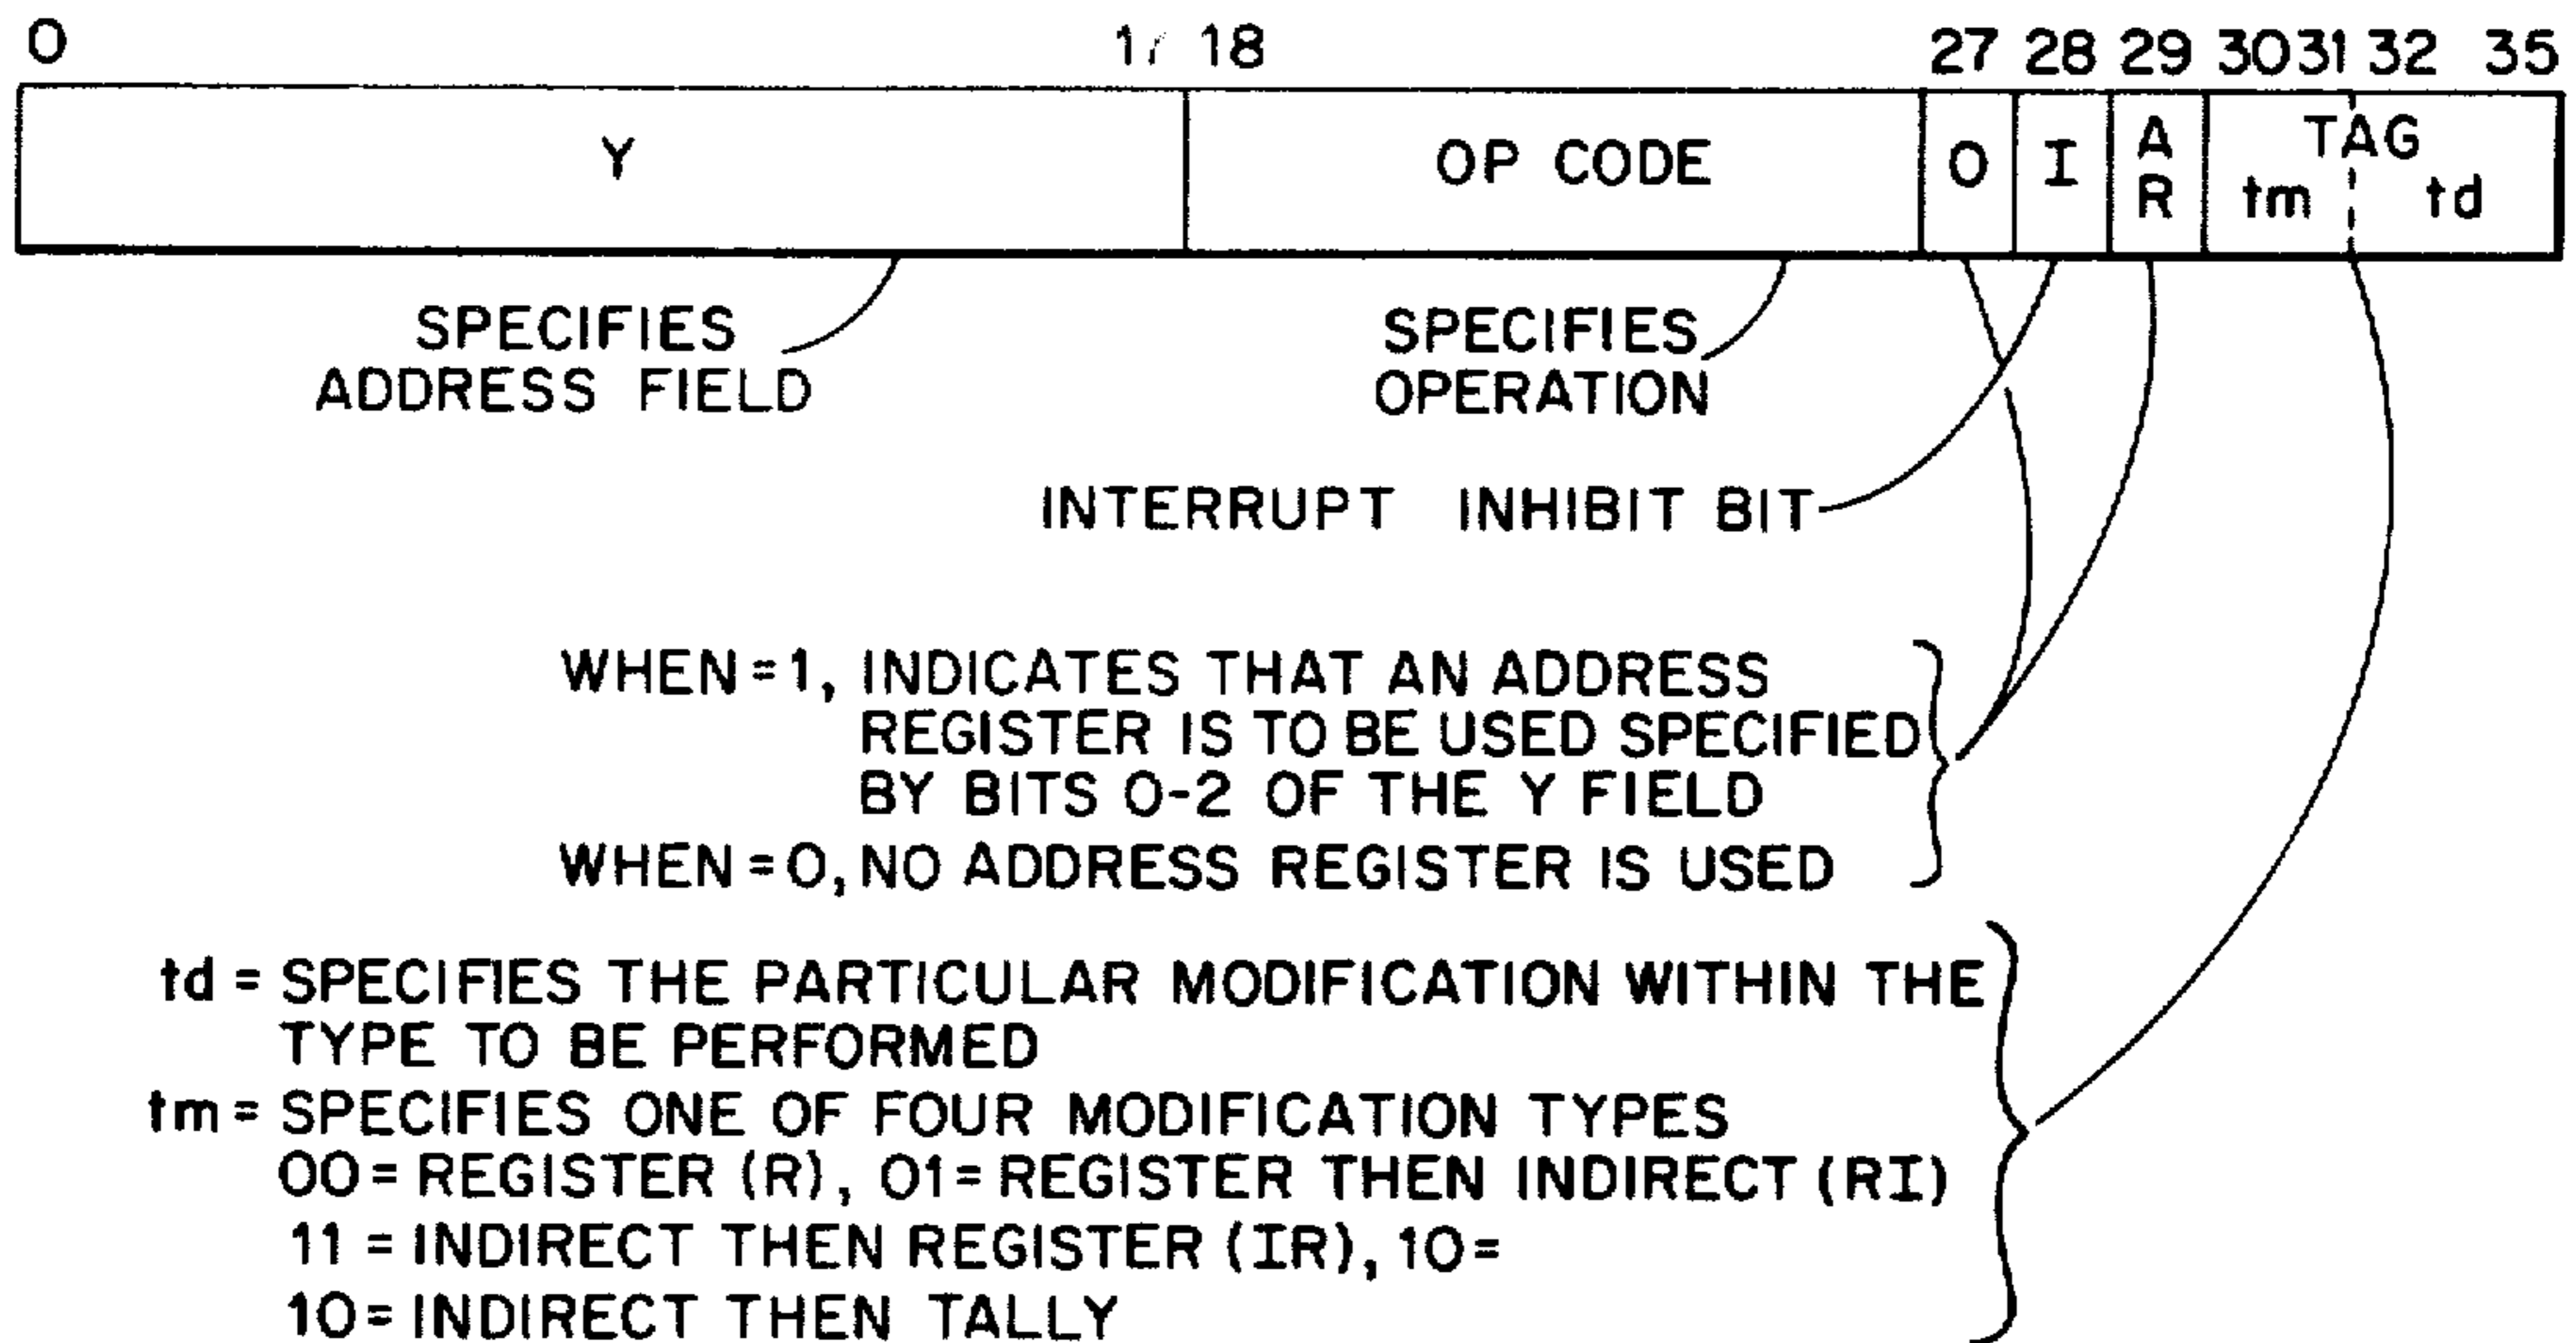 0 17 18 27 28 29 30 31 32 35
Y OP CODE 0 I AR TAG
tm td
SPECIFIES
ADDRESS FIELD
SPECIFIES
OPERATION
INTERRUPT INHIBIT BIT
WHEN=1, INDICATES THAT AN ADDRESS
REGISTER IS TO BE USED SPECIFIED
BY BITS 0-2 OF THE Y FIELD
WHEN=0, NO ADDRESS REGISTER IS USED
td = SPECIFIES THE PARTICULAR MODIFICATION WITHIN THE
TYPE TO BE PERFORMED
tm = SPECIFIES ONE OF FOUR MODIFICATION TYPES
00=REGISTER (R), 01=REGISTER THEN INDIRECT (RI)
11 = INDIRECT THEN REGISTER (IR), 10=
10= INDIRECT THEN TALLY